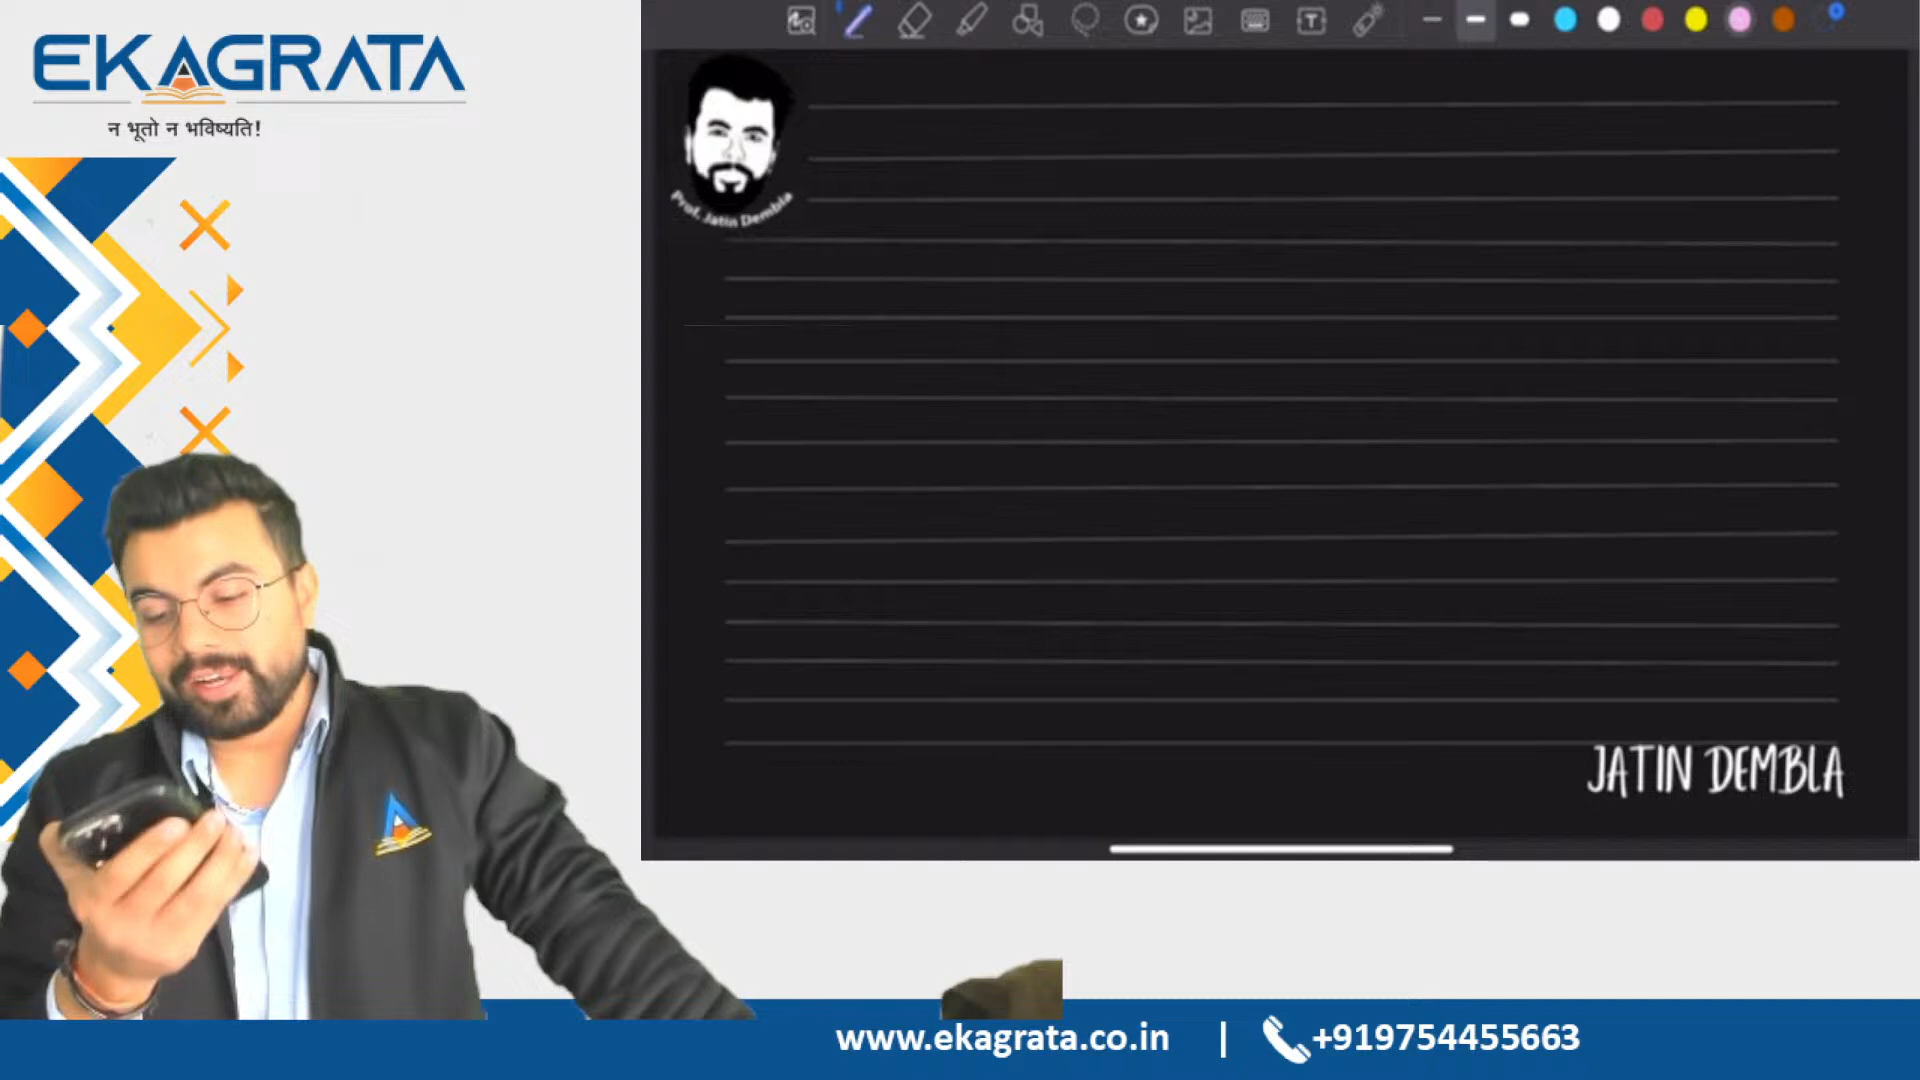 EKAGRATA
न भूतो न भविष्यति!
Prof. Jatin Dembla
T
JATIN DEMBLA
www.ekagrata.co.in | +919754455663